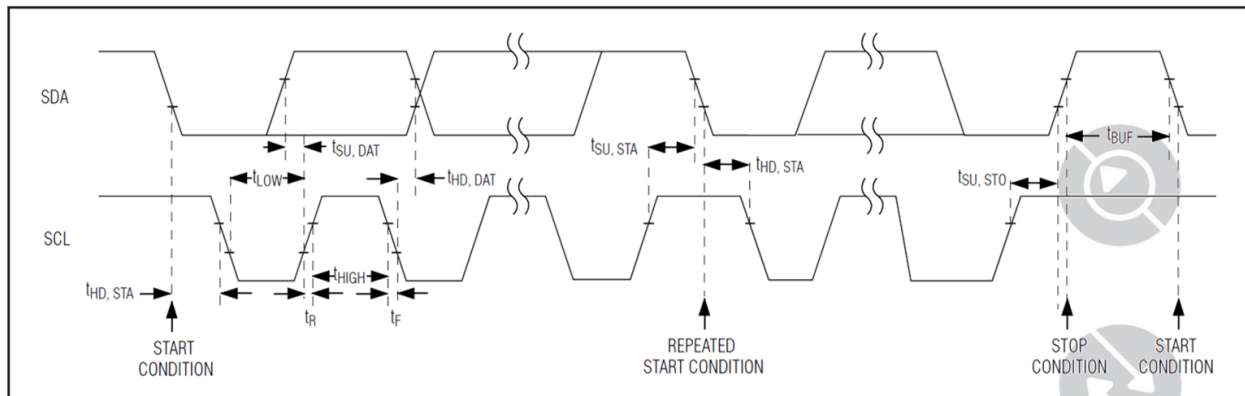 SDA
tSU, DAT
tLOW
tHD, DAT
tSU, STA
tHD, STA
tBUF
tSU, STO
SCL
tHIGH
tHD, STA
tR
tF
START
CONDITION
REPEATED
START CONDITION
STOP
CONDITION
START
CONDITION